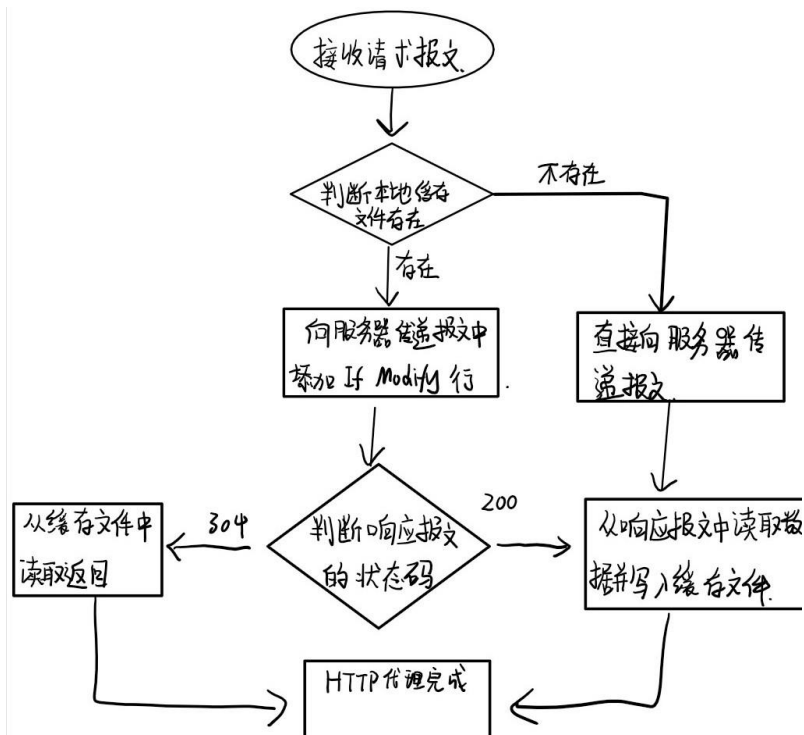 接收请求报文.
不存在
判断本地缓存
文件存在
存在
向服务器传递报文中
添加 If Modify 行.
直接向服务器传
递报文.
304
200
从缓存文件中
读取返回
判断响应报文
的状态码
从响应报文中读取数
据并写入缓存文件.
HTTP代理完成